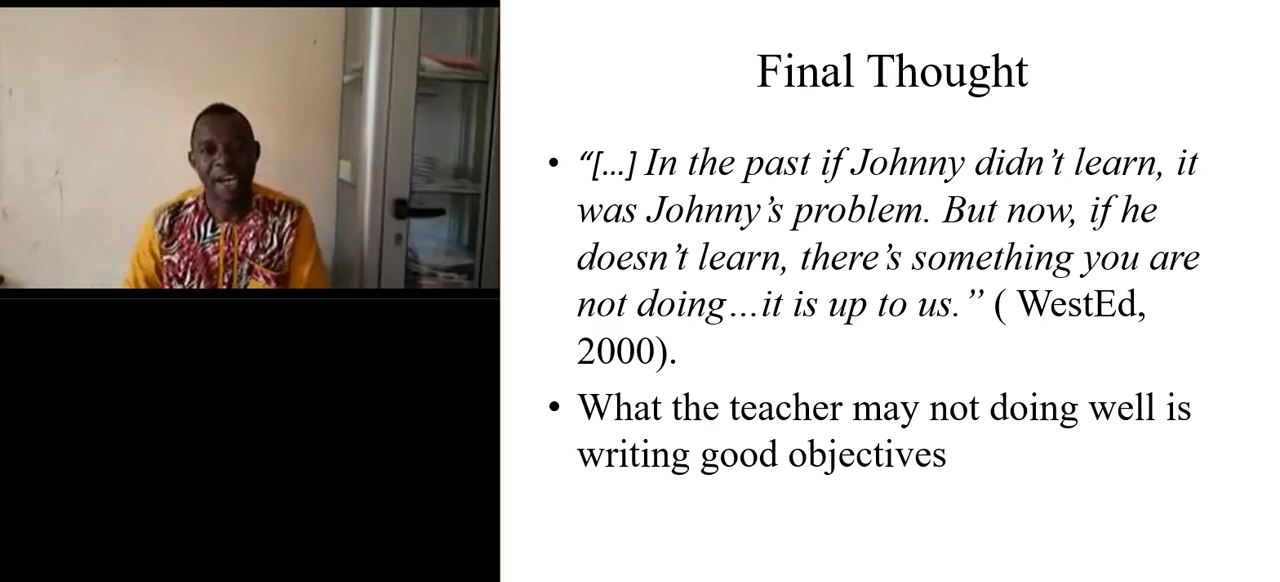 Final Thought
• “[...] In the past if Johnny didn’t learn, it
was Johnny’s problem. But now, if he
doesn’t learn, there’s something you are
not doing…it is up to us.” ( WestEd,
2000).
• What the teacher may not doing well is
writing good objectives